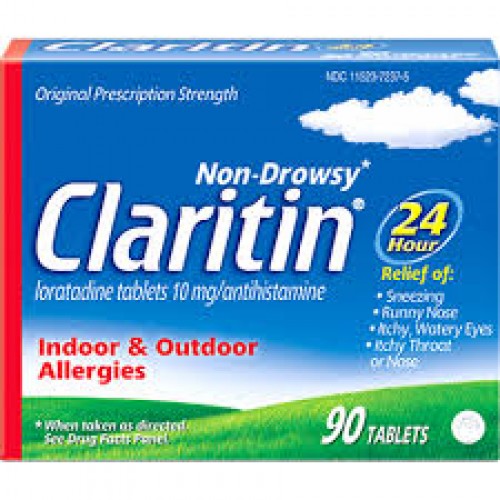 NDC 11523-7237-5
Original Prescription Strength
Non-Drowsy*
Claritin®
loratadine tablets 10 mg/antihistamine
24
Hour
Relief of:
• Sneezing
• Runny Nose
• Itchy, Watery Eyes
• Itchy Throat
or Nose
Indoor & Outdoor
Allergies
*When taken as directed.
See Drug Facts Panel.
90 TABLETS